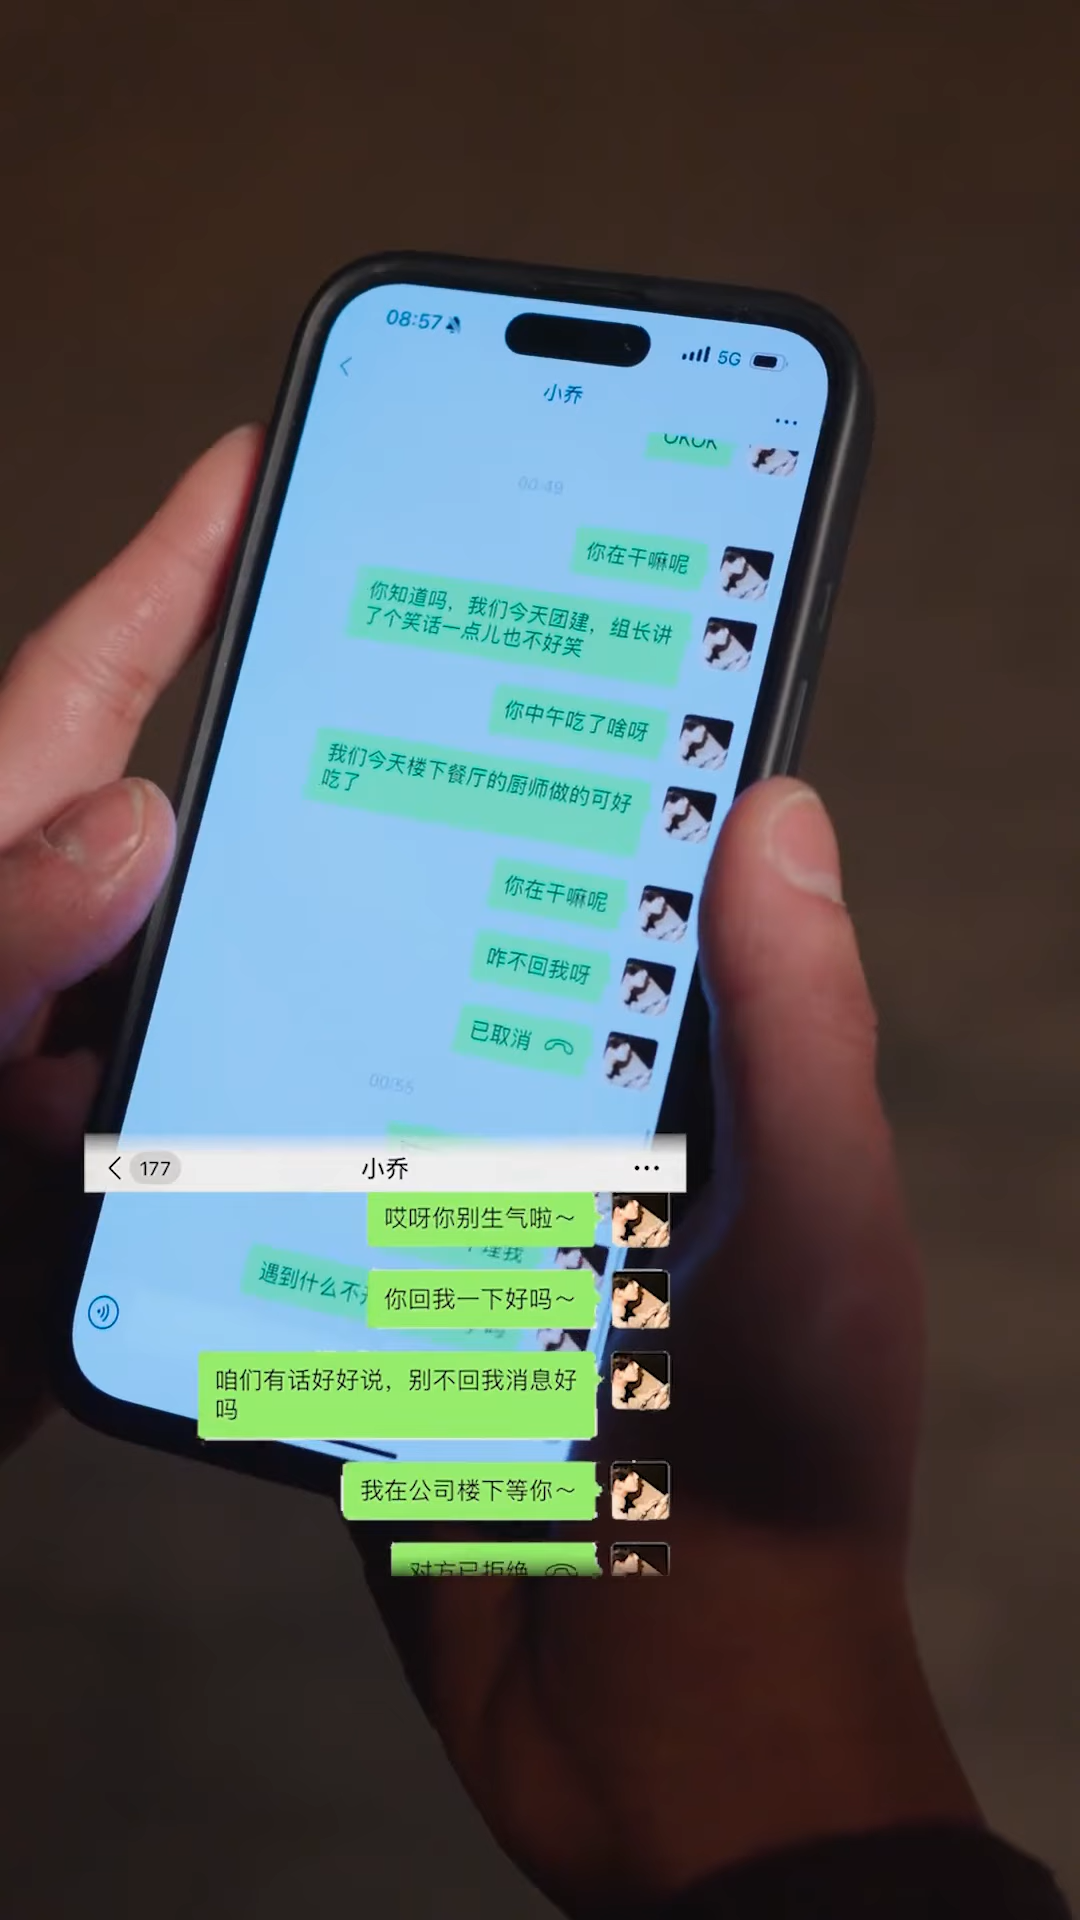 08:57
5G
小乔
OKOK
00:49
你在干嘛呢
你知道吗，我们今天团建，组长讲
了个笑话一点儿也不好笑
你中午吃了啥呀
我们今天楼下餐厅的厨师做的可好
吃了
你在干嘛呢
咋不回我呀
已取消
00:55
177
小乔
哎呀你别生气啦～
理我
遇到什么不
你回我一下好吗～
吗
咱们有话好好说，别不回我消息好
吗
我在公司楼下等你～
对方已拒绝